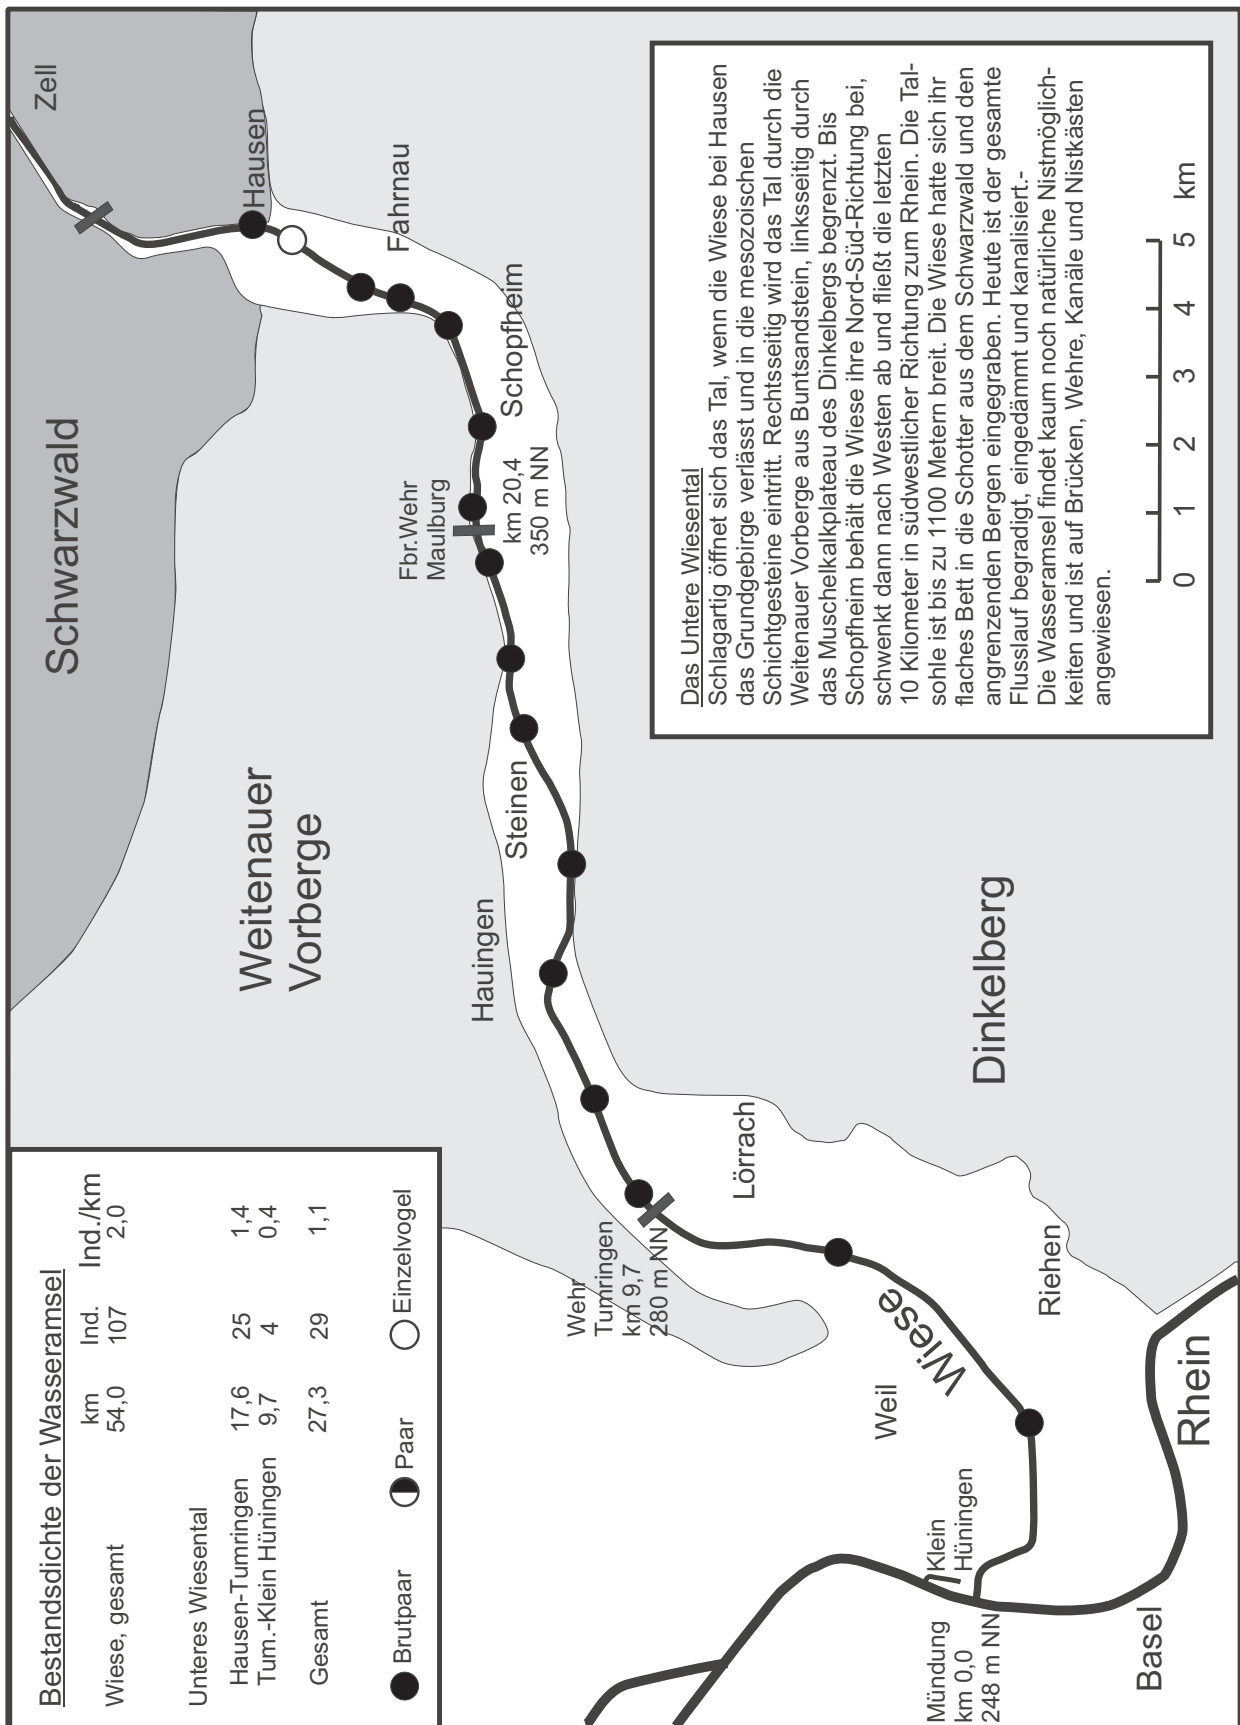 Bestandsdichte der Wasseramsel
km Ind. Ind./km
Wiese, gesamt 54,0 107 2,0
Unteres Wiesental
Hausen-Tumringen 17,6 25 1,4
Tum.-Klein Hüningen 9,7 4 0,4
Gesamt 27,3 29 1,1
Brutpaar Paar Einzelvogel
Schwarzwald
Zell
Hausen
Fahrnau
Schopfheim
Weitenauer
Vorberge
Fbr.Wehr
Maulburg
km 20,4
350 m NN
Steinen
Hauingen
Wehr
Tumringen
km 9,7
280 m NN
Lörrach
Dinkelberg
Riehen
Wiese
Weil
Klein
Hüningen
Mündung
km 0,0
248 m NN
Basel
Rhein
Das Untere Wiesental
Schlagartig öffnet sich das Tal, wenn die Wiese bei Hausen
das Grundgebirge verlässt und in die mesozoischen
Schichtgesteine eintritt. Rechtsseitig wird das Tal durch die
Weitenauer Vorberge aus Buntsandstein, linksseitig durch
das Muschelkalkplateau des Dinkelbergs begrenzt. Bis
Schopfheim behält die Wiese ihre Nord-Süd-Richtung bei,
schwenkt dann nach Westen ab und fließt die letzten
10 Kilometer in südwestlicher Richtung zum Rhein. Die Tal-
sohle ist bis zu 1100 Metern breit. Die Wiese hatte sich ihr
flaches Bett in die Schotter aus dem Schwarzwald und den
angrenzenden Bergen eingegraben. Heute ist der gesamte
Flusslauf begradigt, eingedämmt und kanalisiert.-
Die Wasseramsel findet kaum noch natürliche Nistmöglich-
keiten und ist auf Brücken, Wehre, Kanäle und Nistkästen
angewiesen.
0 1 2 3 4 5 km